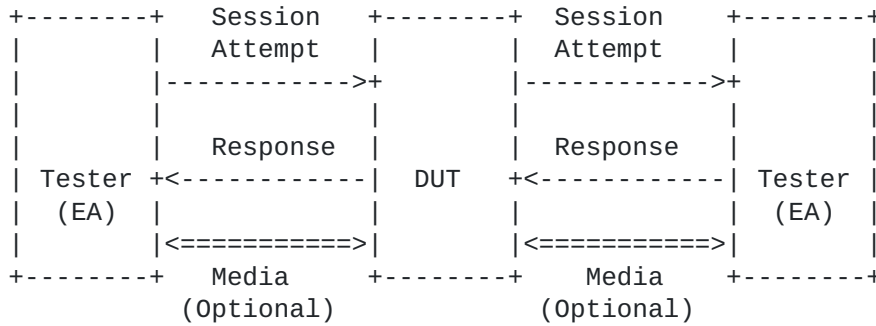 +--------+   Session   +--------+  Session    +--------+
|        |   Attempt   |        |  Attempt    |        |
|        |------------>+        |------------>+        |
|        |             |        |             |        |
|        |   Response  |        |  Response   |        |
| Tester +<------------|  DUT   +<------------| Tester |
|  (EA)  |             |        |             |  (EA)  |
|        |<===========>|        |<===========>|        |
+--------+   Media     +--------+    Media    +--------+
           (Optional)             (Optional)